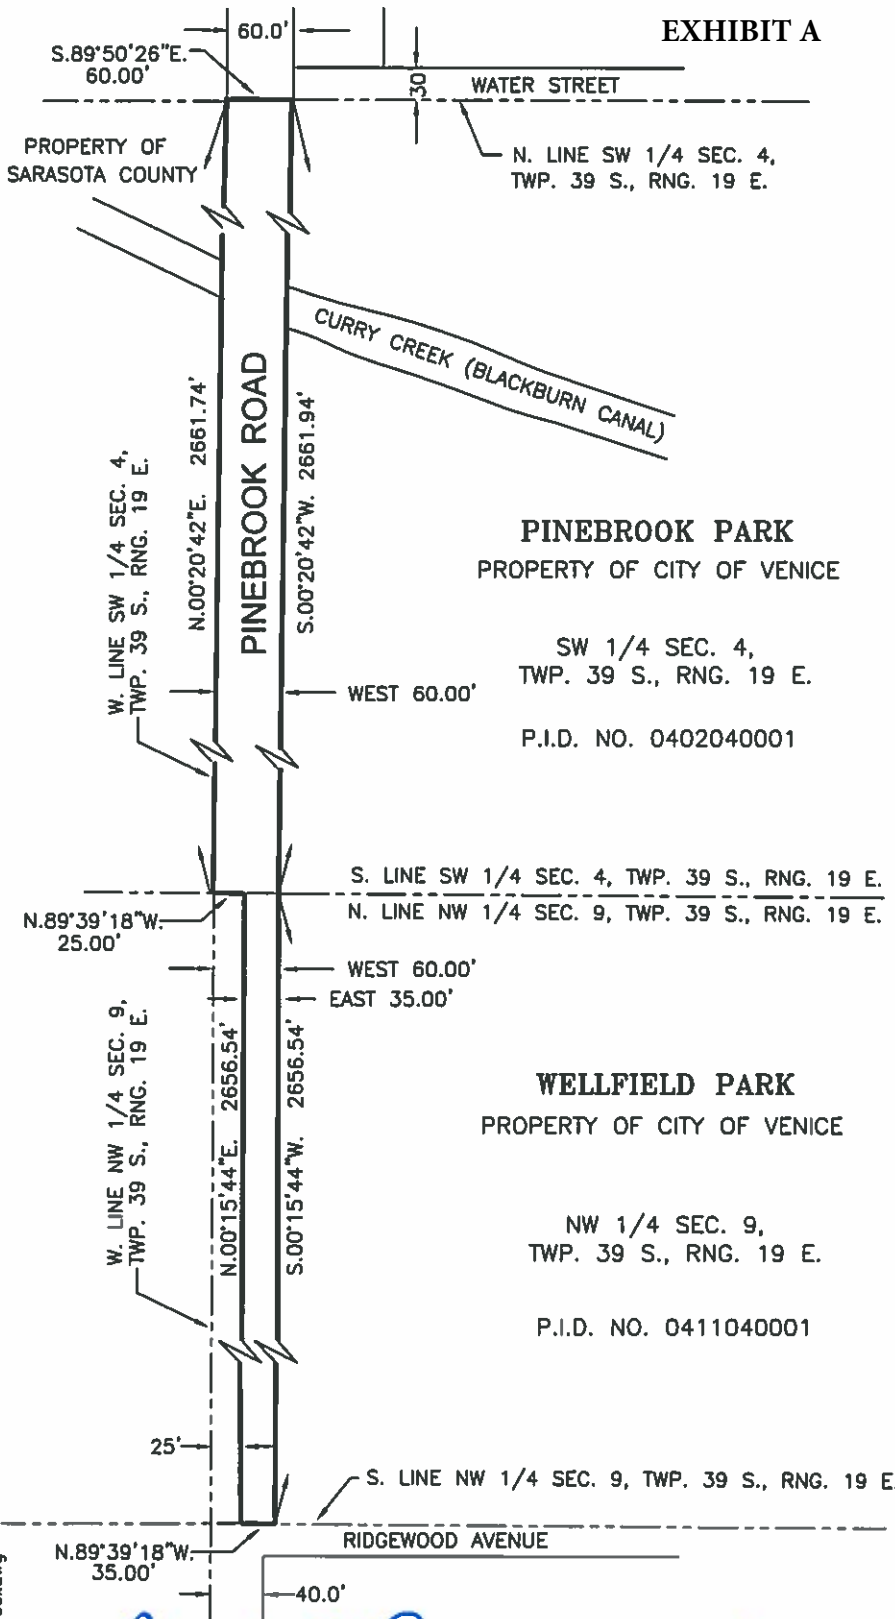 EXHIBIT A
60.0'
S.89°50'26"E.
60.00'
30'
WATER STREET
PROPERTY OF
SARASOTA COUNTY
N. LINE SW 1/4 SEC. 4,
TWP. 39 S., RNG. 19 E.
CURRY CREEK (BLACKBURN CANAL)
W. LINE SW 1/4 SEC. 4,
TWP. 39 S., RNG. 19 E.
N.00°20'42"E. 2661.74'
PINEBROOK ROAD
S.00°20'42"W. 2661.94'
PINEBROOK PARK
PROPERTY OF CITY OF VENICE
SW 1/4 SEC. 4,
TWP. 39 S., RNG. 19 E.
WEST 60.00'
P.I.D. NO. 0402040001
S. LINE SW 1/4 SEC. 4, TWP. 39 S., RNG. 19 E.
N. LINE NW 1/4 SEC. 9, TWP. 39 S., RNG. 19 E.
N.89°39'18"W.
25.00'
WEST 60.00'
EAST 35.00'
W. LINE NW 1/4 SEC. 9,
TWP. 39 S., RNG. 19 E.
N.00°15'44"E. 2656.54'
S.00°15'44"W. 2656.54'
WELLFIELD PARK
PROPERTY OF CITY OF VENICE
NW 1/4 SEC. 9,
TWP. 39 S., RNG. 19 E.
P.I.D. NO. 0411040001
25'
S. LINE NW 1/4 SEC. 9, TWP. 39 S., RNG. 19 E
RIDGEWOOD AVENUE
N.89°39'18"W.
35.00'
40.0'